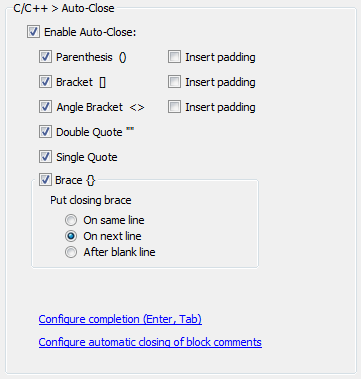 C/C++ > Auto-Close
Enable Auto-Close:
Parenthesis () Insert padding
Bracket [] Insert padding
Angle Bracket <> Insert padding
Double Quote ""
Single Quote
Brace {}
Put closing brace
On same line
On next line
After blank line
Configure completion (Enter, Tab)
Configure automatic closing of block comments